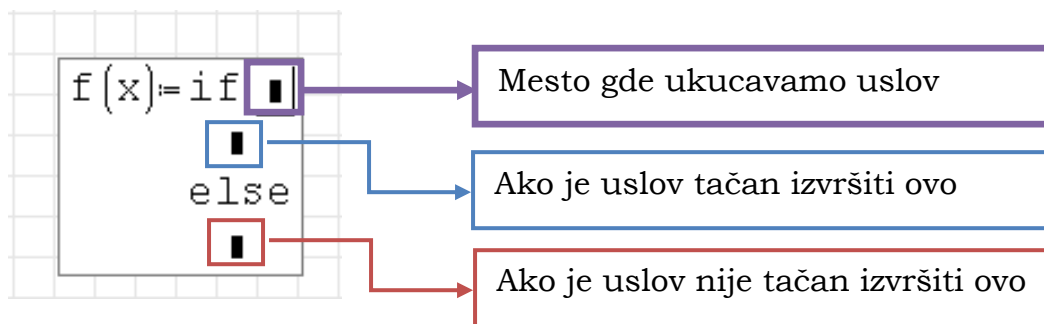 f(x):=if ▮
Mesto gde ukucavamo uslov
▮
Ako je uslov tačan izvršiti ovo
else
▮
Ako je uslov nije tačan izvršiti ovo